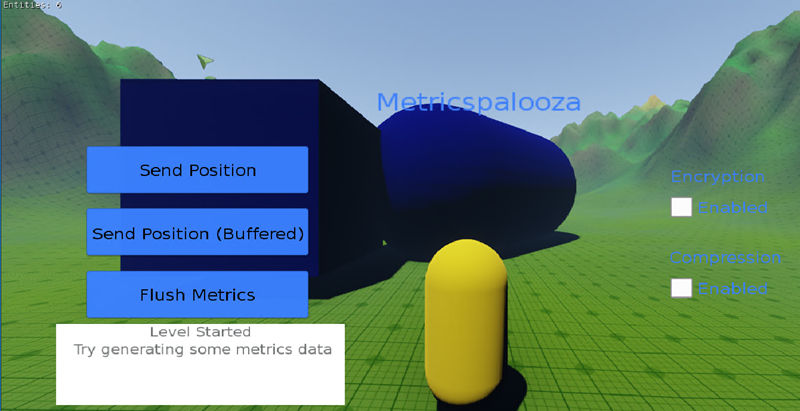 Entities: 6
Metricspalooza
Send Position
Send Position (Buffered)
Flush Metrics
Level Started
Try generating some metrics data
Encryption
Enabled
Compression
Enabled